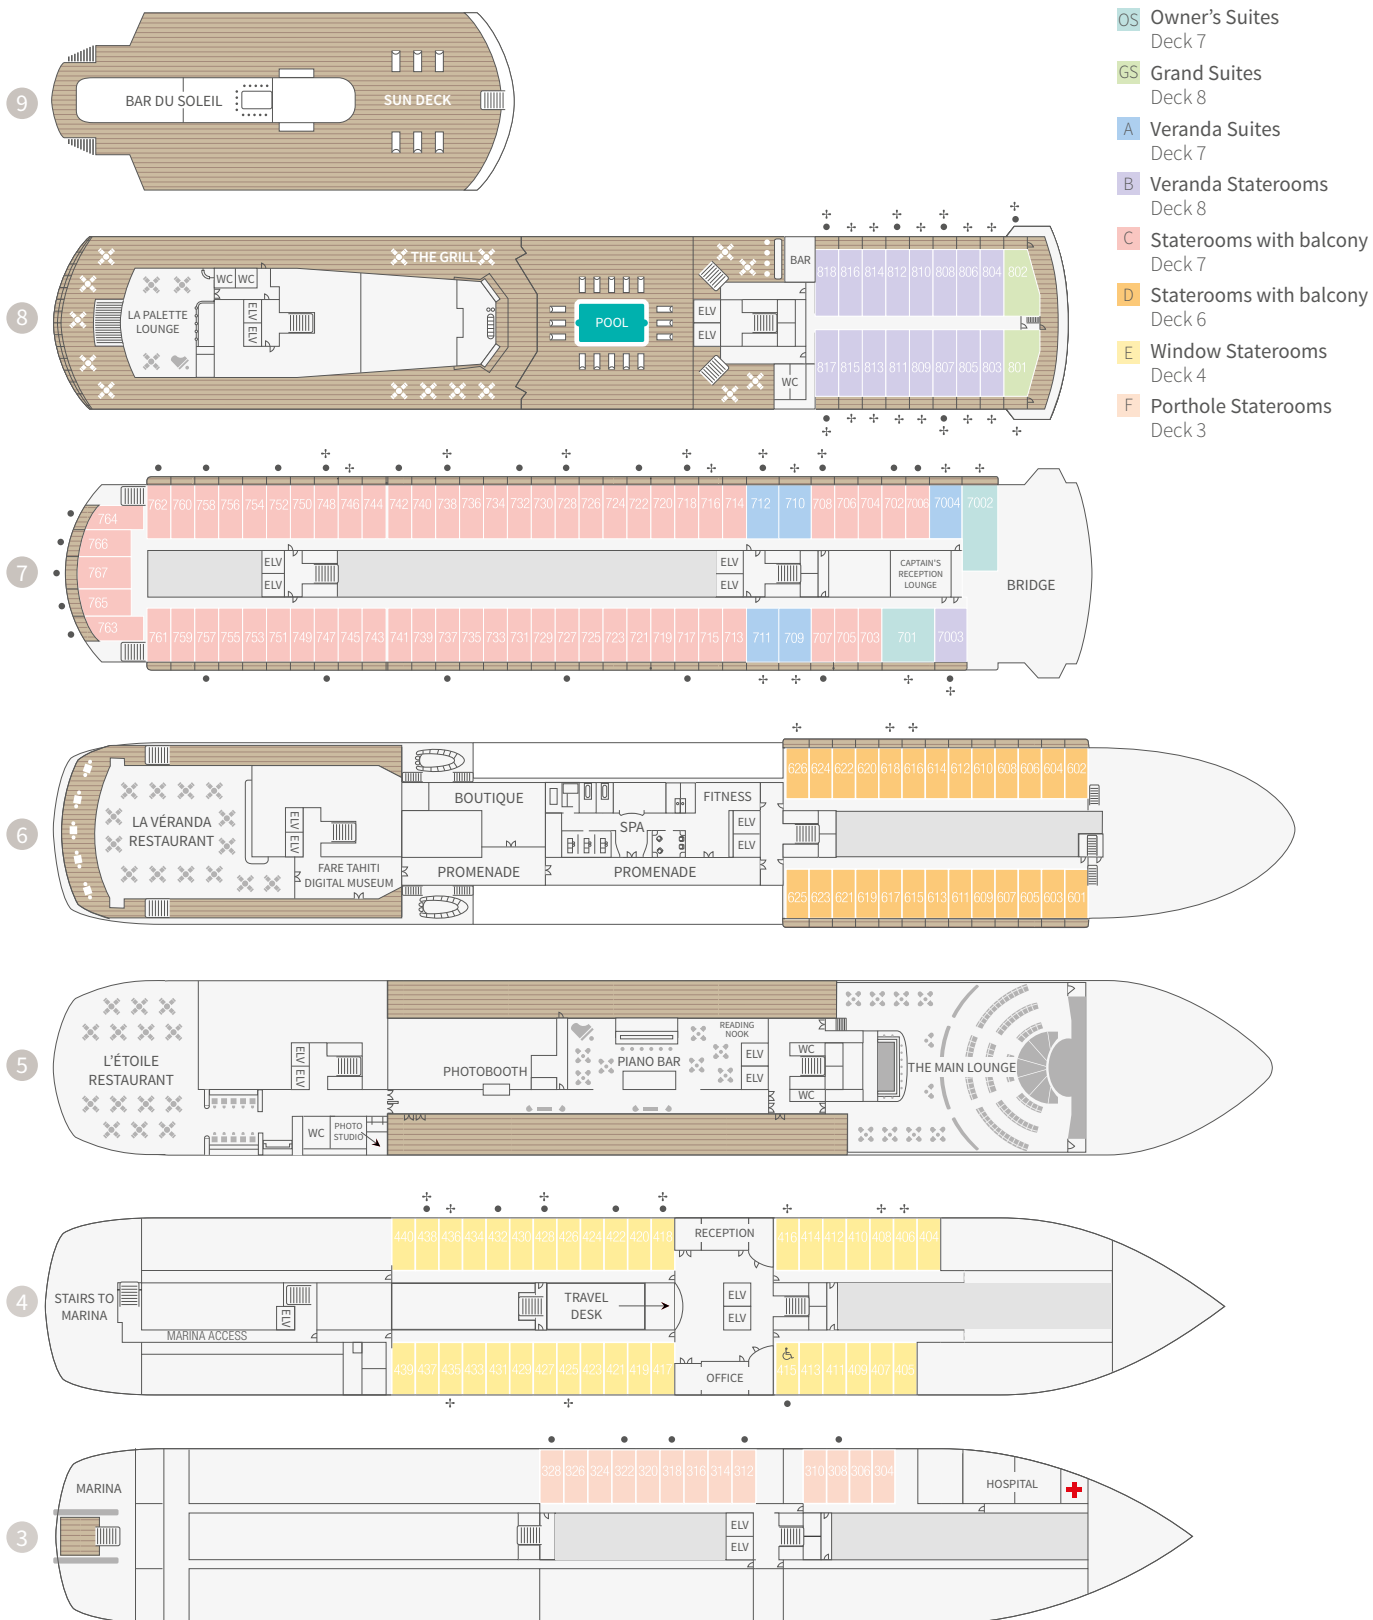 OS Owner's Suites
Deck 7
GS Grand Suites
Deck 8
A Veranda Suites
Deck 7
B Veranda Staterooms
Deck 8
C Staterooms with balcony
Deck 7
D Staterooms with balcony
Deck 6
E Window Staterooms
Deck 4
F Porthole Staterooms
Deck 3
9
BAR DU SOLEIL
SUN DECK
8
THE GRILL
WC WC
BAR
818 816 814 812 810 808 806 804 802
LA PALETTE
LOUNGE
ELV
ELV
POOL
ELV
ELV
WC
817 815 813 811 809 807 805 803 801
7
762 760 758 756 754 752 750 748 746 744 742 740 738 736 734 732 730 728 726 724 722 720 718 716 714 712 710 708 706 704 702 7006 7004 7002
764
766
767
765
763
ELV
ELV
ELV
ELV
CAPTAIN'S
RECEPTION
LOUNGE
BRIDGE
761 759 757 755 753 751 749 747 745 743 741 739 737 735 733 731 729 727 725 723 721 719 717 715 713 711 709 707 705 703 701 7003
6
626 624 622 620 618 616 614 612 610 608 606 604 602
BOUTIQUE
FITNESS
LA VÉRANDA
RESTAURANT
ELV
ELV
SPA
ELV
ELV
FARE TAHITI
DIGITAL MUSEUM
PROMENADE
PROMENADE
625 623 621 619 617 615 613 611 609 607 605 603 601
5
READING
NOOK
L'ÉTOILE
RESTAURANT
ELV
ELV
PHOTOBOOTH
PIANO BAR
ELV
ELV
WC
WC
THE MAIN LOUNGE
WC
PHOTO
STUDIO
4
440 438 436 434 432 430 428 426 424 422 420 418
RECEPTION
416 414 412 410 408 406 404
STAIRS TO
MARINA
ELV
TRAVEL
DESK
ELV
ELV
MARINA ACCESS
439 437 435 433 431 429 427 425 423 421 419 417
OFFICE
415 413 411 409 407 405
3
MARINA
328 326 324 322 320 318 316 314 312
310 308 306 304
HOSPITAL
ELV
ELV